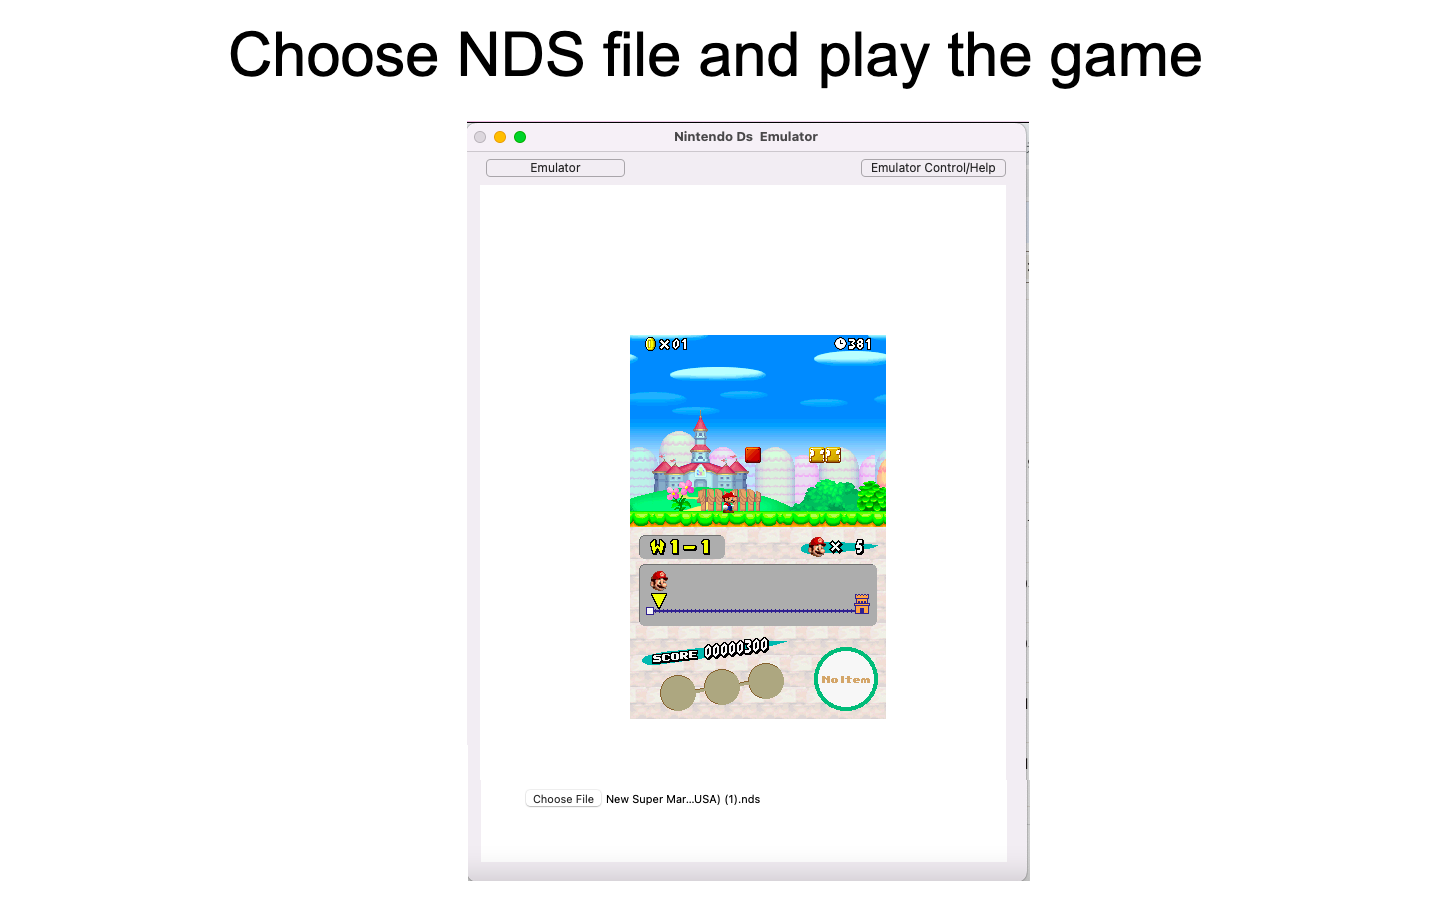 Choose NDS file and play the game
Nintendo Ds  Emulator
Emulator
Emulator Control/Help
×01
381
W1-1
× 5
SCORE 00000300
No Item
Choose File New Super Mar...USA) (1).nds